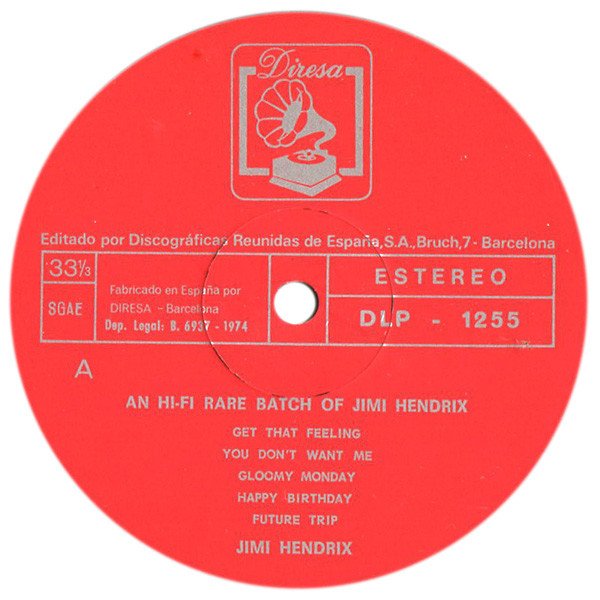 Diresa
Editado por Discográficas Reunidas de España,S.A.,Bruch,7 - Barcelona
33⅓
SGAE
Fabricado en España por
DIRESA - Barcelona
Dep. Legal: B. 6937 - 1974
ESTEREO
DLP - 1255
A
AN HI-FI RARE BATCH OF JIMI HENDRIX
GET THAT FEELING
YOU DON'T WANT ME
GLOOMY MONDAY
HAPPY BIRTHDAY
FUTURE TRIP
JIMI HENDRIX